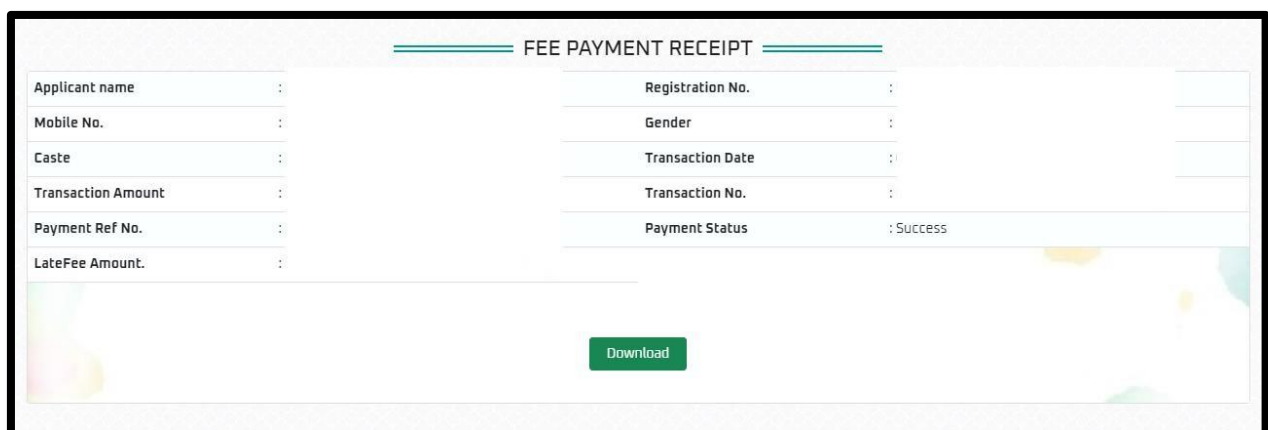 FEE PAYMENT RECEIPT
Applicant name : Registration No. :
Mobile No. : Gender :
Caste : Transaction Date :
Transaction Amount : Transaction No. :
Payment Ref No. : Payment Status : Success
LateFee Amount. :
Download